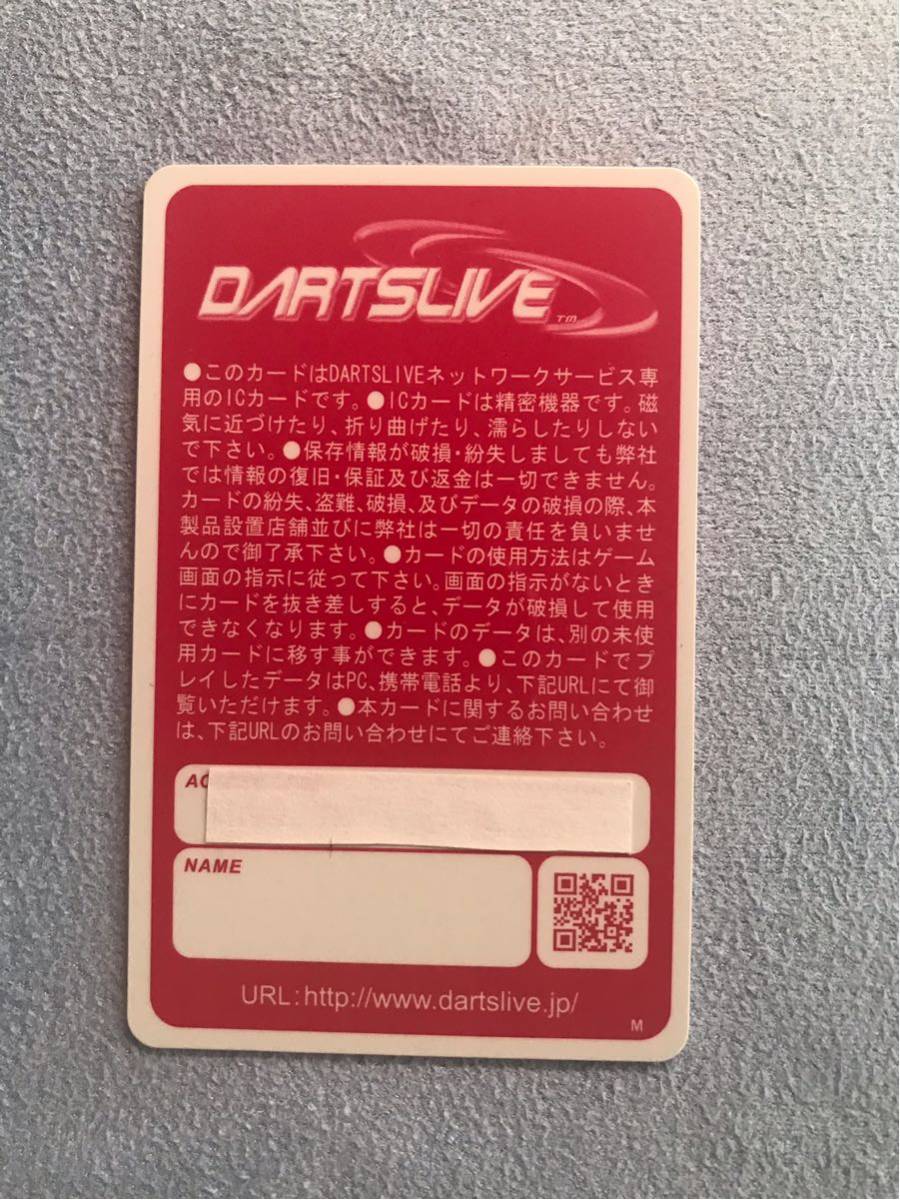 DARTSLIVE TM
●このカードはDARTSLIVEネットワークサービス専
用のICカードです。●ICカードは精密機器です。磁
気に近づけたり、折り曲げたり、濡らしたりしない
で下さい。●保存情報が破損・紛失しましても弊社
では情報の復旧・保証及び返金は一切できません。
カードの紛失、盗難、破損、及びデータの破損の際、本
製品設置店舗並びに弊社は一切の責任を負いませ
んので御了承下さい。●カードの使用方法はゲーム
画面の指示に従って下さい。画面の指示がないとき
にカードを抜き差しすると、データが破損して使用
できなくなります。●カードのデータは、別の未使
用カードに移す事ができます。●このカードでプ
レイしたデータはPC、携帯電話より、下記URLにて御
覧いただけます。●本カードに関するお問い合わせ
は、下記URLのお問い合わせにてご連絡下さい。
NAME
URL:http://www.dartslive.jp/
M